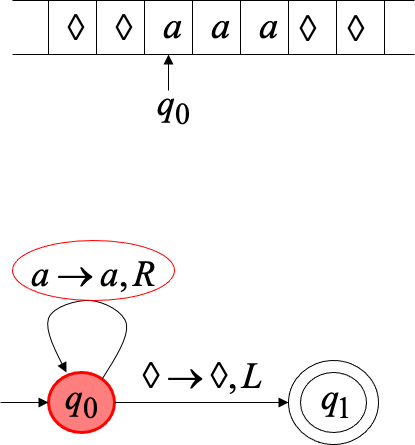 ◊ ◊ a a a ◊ ◊
q₀
a → a, R
◊ → ◊, L
q₀ q₁